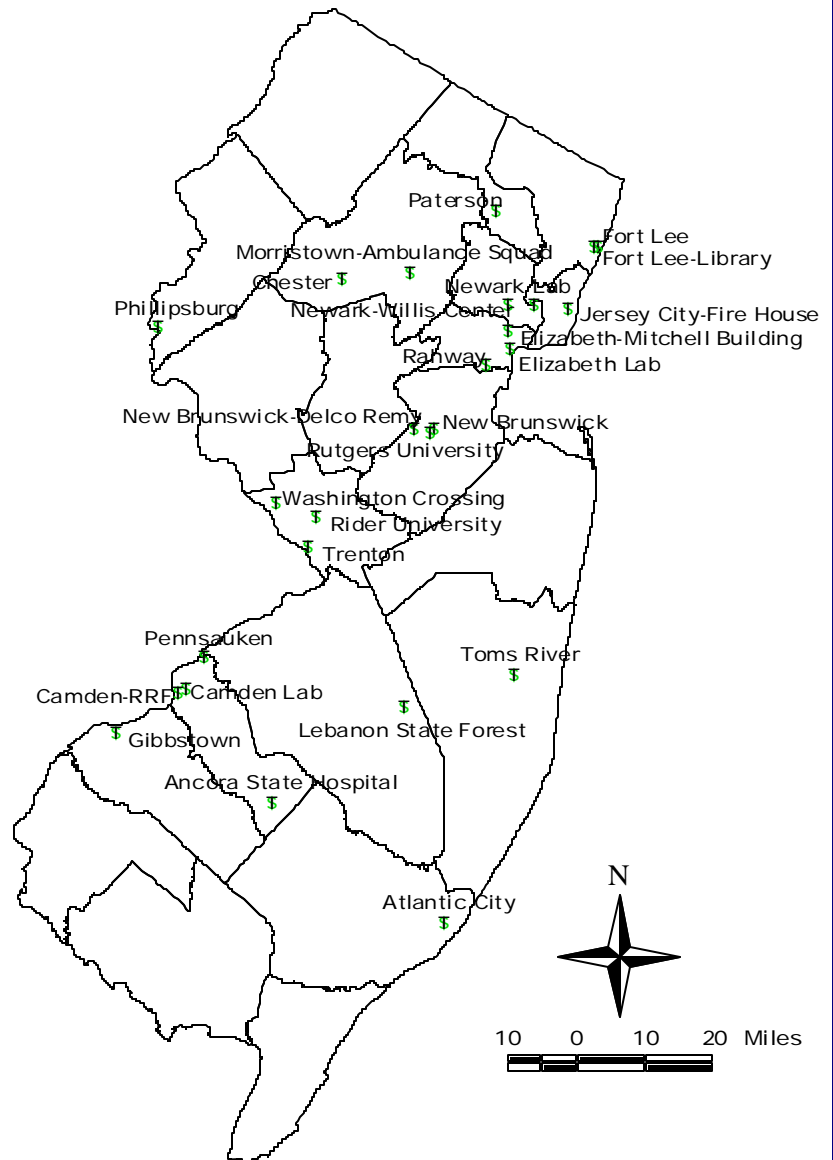 Paterson
Fort Lee
Morristown-Ambulance Squad
Fort Lee-Library
Chester
Newark Lab
Phillipsburg
Newark-Willis Center
Jersey City-Fire House
Elizabeth-Mitchell Building
Rahway
Elizabeth Lab
New Brunswick-Delco Remy
New Brunswick
Rutgers University
Washington Crossing
Rider University
Trenton
Pennsauken
Toms River
Camden-RRF
Camden Lab
Lebanon State Forest
Gibbstown
Ancora State Hospital
Atlantic City
N
10 0 10 20 Miles